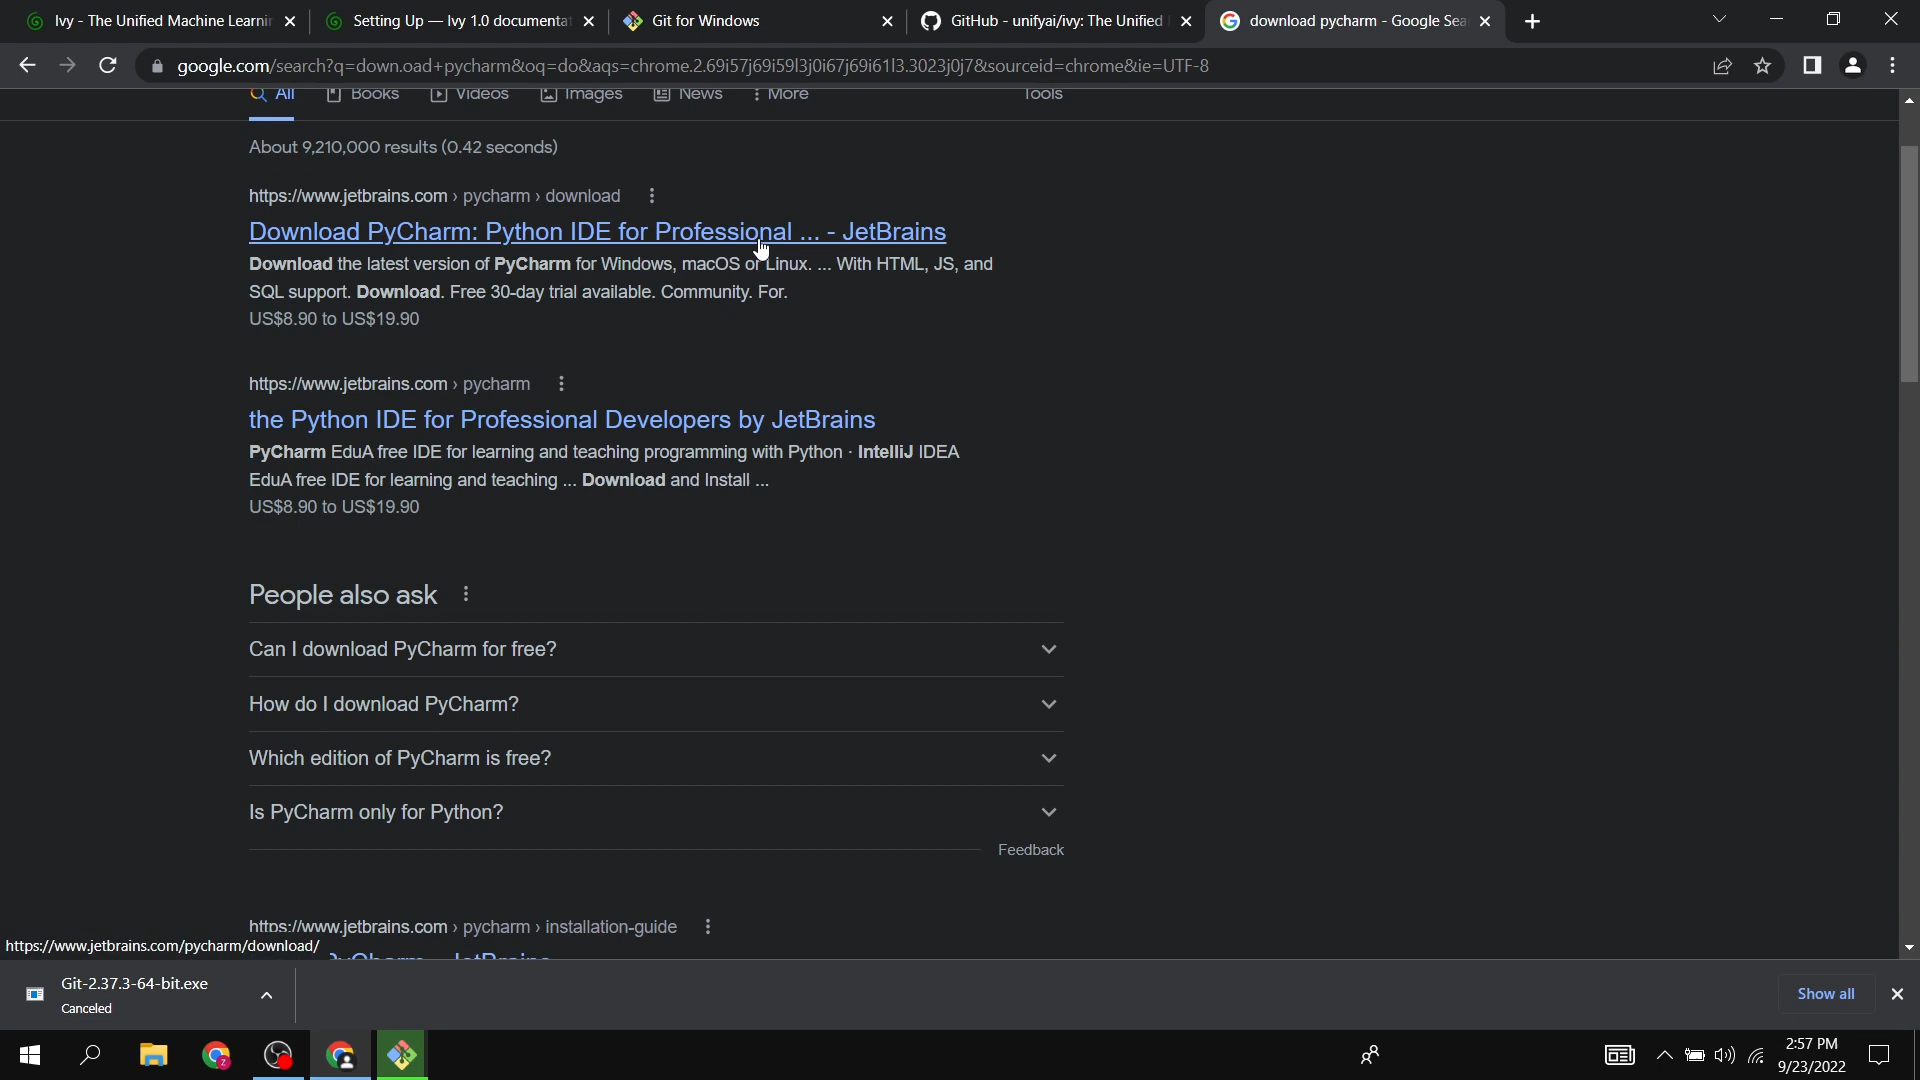 Ivy - The Unified Machine Learnin
Setting Up — Ivy 1.0 documentat
Git for Windows
GitHub - unifyai/ivy: The Unified
download pycharm - Google Sea
google.com/search?q=down.oad+pycharm&oq=do&aqs=chrome.2.69i57j69i59l3j0i67j69i61l3.3023j0j7&sourceid=chrome&ie=UTF-8
All
Books
Videos
Images
News
More
Tools
About 9,210,000 results (0.42 seconds)
https://www.jetbrains.com › pycharm › download
Download PyCharm: Python IDE for Professional ... - JetBrains
Download the latest version of PyCharm for Windows, macOS or Linux. ... With HTML, JS, and
SQL support. Download. Free 30-day trial available. Community. For.
US$8.90 to US$19.90
https://www.jetbrains.com › pycharm
the Python IDE for Professional Developers by JetBrains
PyCharm EduA free IDE for learning and teaching programming with Python · IntelliJ IDEA
EduA free IDE for learning and teaching ... Download and Install ...
US$8.90 to US$19.90
People also ask
Can I download PyCharm for free?
How do I download PyCharm?
Which edition of PyCharm is free?
Is PyCharm only for Python?
Feedback
https://www.jetbrains.com › pycharm › installation-guide
https://www.jetbrains.com/pycharm/download/
PyCharm - JetBrains
Git-2.37.3-64-bit.exe
Canceled
Show all
2:57 PM
9/23/2022